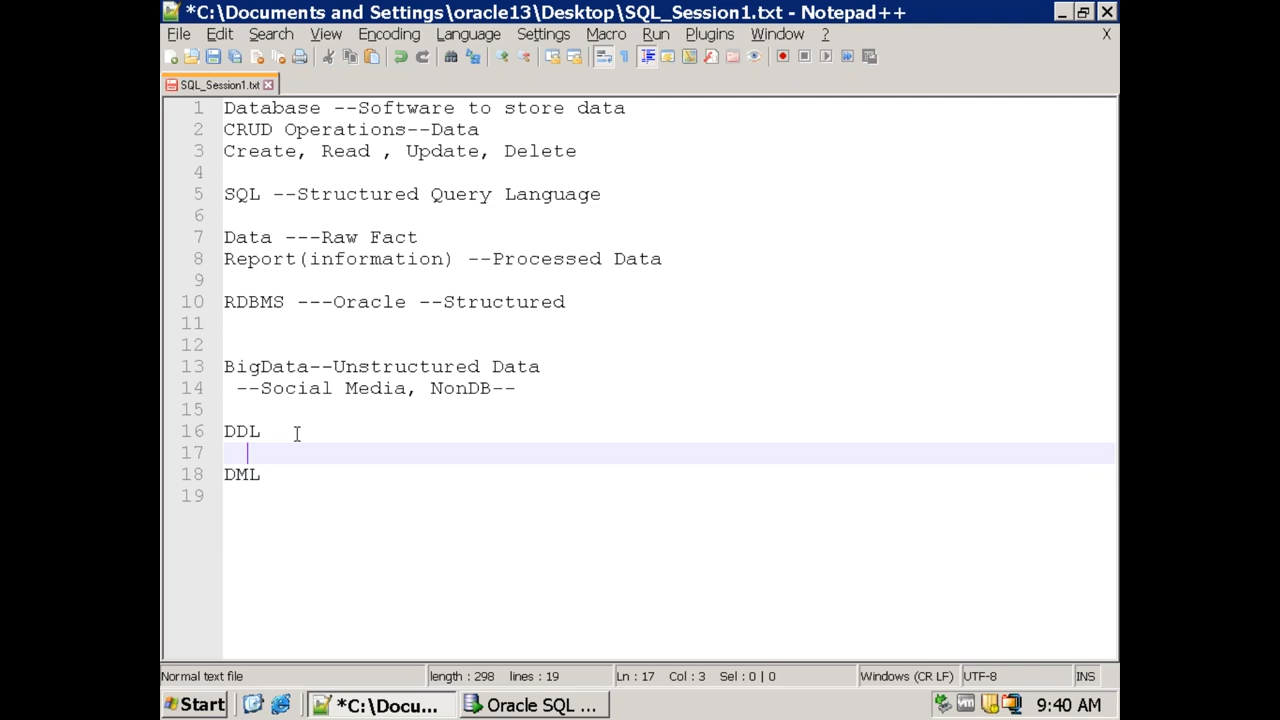 *C:\Documents and Settings\oracle13\Desktop\SQL_Session1.txt - Notepad++
File Edit Search View Encoding Language Settings Macro Run Plugins Window ? X
SQL_Session1.txt
1 Database --Software to store data
2 CRUD Operations--Data
3 Create, Read , Update, Delete
4
5 SQL --Structured Query Language
6
7 Data ---Raw Fact
8 Report(information) --Processed Data
9
10 RDBMS ---Oracle --Structured
11
12
13 BigData--Unstructured Data
14 --Social Media, NonDB--
15
16 DDL
17
18 DML
19
Normal text file length : 298 lines : 19 Ln : 17 Col : 3 Sel : 0 | 0 Windows (CR LF) UTF-8 INS
Start *C:\Docu... Oracle SQL ... 9:40 AM